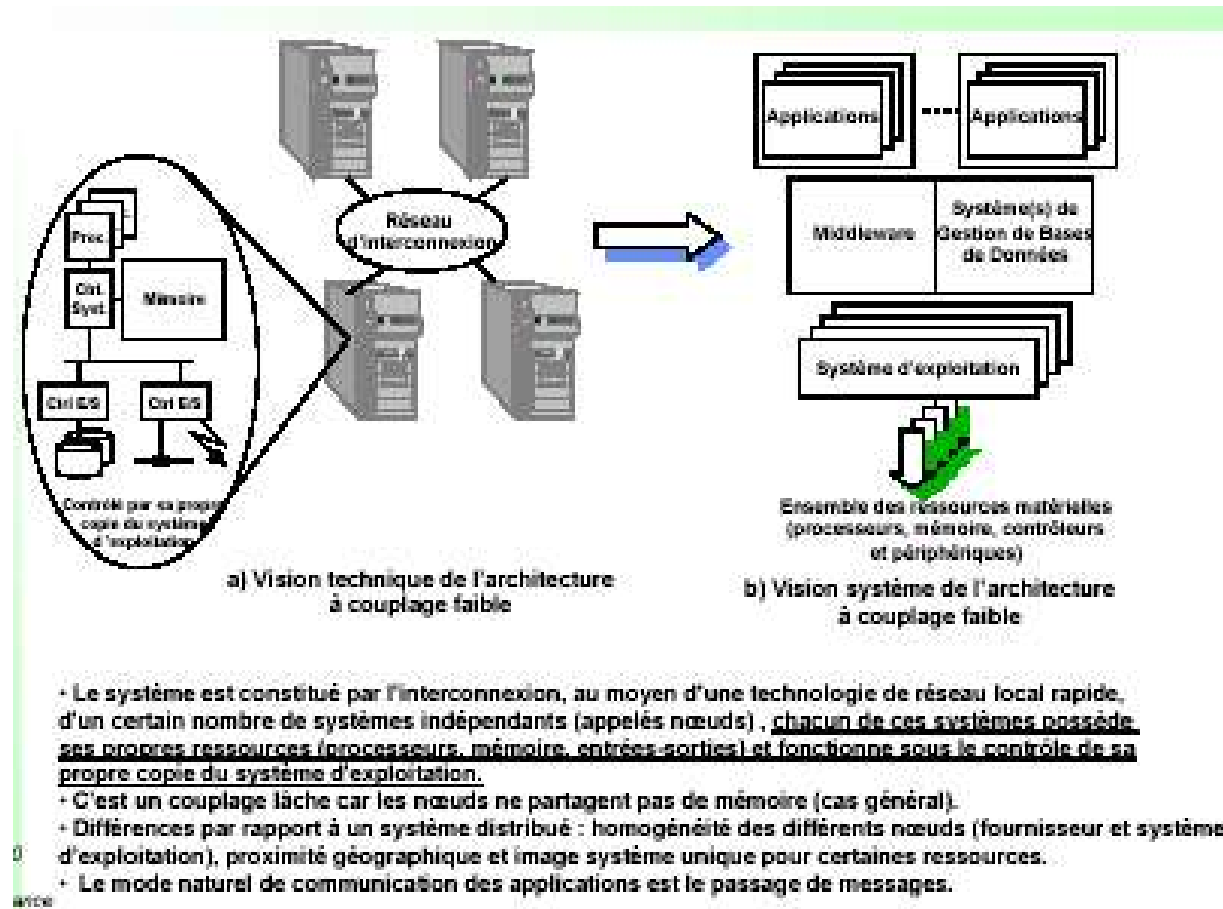 Proc.
Cht.
Syst.
Mémoire
Ctrl E/S
Cht E/S
Contrôlé par sa propre
copie du système
d'exploitation
Réseau
d'interconnexion
a) Vision technique de l'architecture
à couplage faible
Applications
Applications
Middleware
Système(s) de
Gestion de Bases
de Données
Système d'exploitation
Ensemble des ressources matérielles
(processeurs, mémoire, contrôleurs
et périphériques)
b) Vision système de l'architecture
à couplage faible
• Le système est constitué par l'interconnexion, au moyen d'une technologie de réseau local rapide,
d'un certain nombre de systèmes indépendants (appelés nœuds) , chacun de ces systèmes possède
ses propres ressources (processeurs, mémoire, entrées-sorties) et fonctionne sous le contrôle de sa
propre copie du système d'exploitation.
• C'est un couplage lâche car les nœuds ne partagent pas de mémoire (cas général).
• Différences par rapport à un système distribué : homogénéité des différents nœuds (fournisseur et système
d'exploitation), proximité géographique et image système unique pour certaines ressources.
• Le mode naturel de communication des applications est le passage de messages.